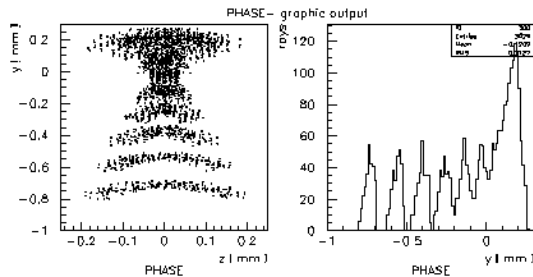 PHASE- graphic output
y [ mm ]
0.2
0
-0.2
-0.4
-0.6
-0.8
-1
-0.2
-0.1
0
0.1
0.2
z [ mm ]
PHASE
rays
120
100
80
60
40
20
0
-1
-0.5
0
y [ mm ]
PHASE
ID
Entries
Mean
RMS